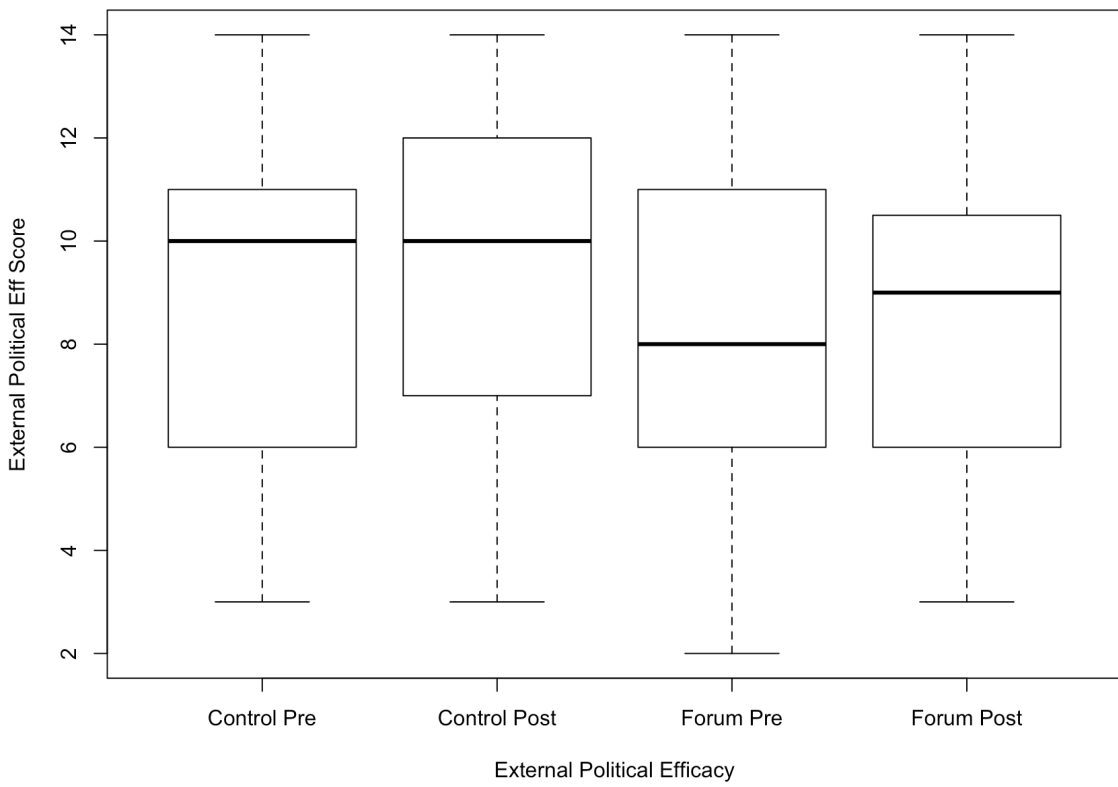 External Political Eff Score
14
12
10
8
6
4
2
Control Pre
Control Post
Forum Pre
Forum Post
External Political Efficacy